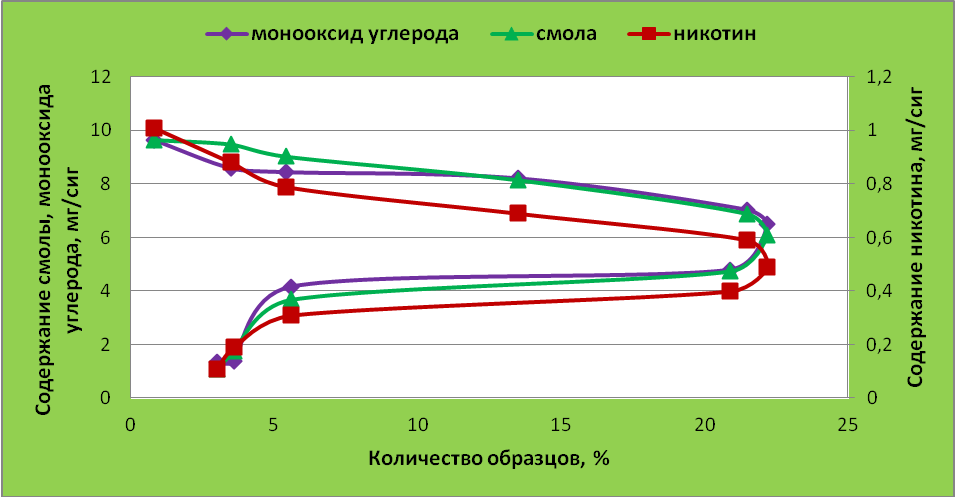 монооксид углерода смола никотин
Содержание смолы, монооксида
углерода, мг/сиг
12
10
8
6
4
2
0
1,2
1
0,8
0,6
0,4
0,2
0
Содержание никотина, мг/сиг
0 5 10 15 20 25
Количество образцов, %